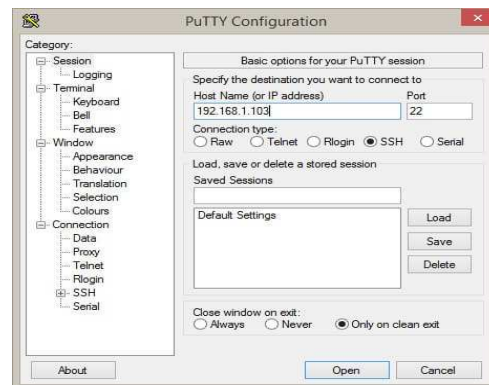 PuTTY Configuration
Category:
Session
Logging
Terminal
Keyboard
Bell
Features
Window
Appearance
Behaviour
Translation
Selection
Colours
Connection
Data
Proxy
Telnet
Rlogin
SSH
Serial
Basic options for your PuTTY session
Specify the destination you want to connect to
Host Name (or IP address) Port
192.168.1.103 22
Connection type:
Raw Telnet Rlogin SSH Serial
Load, save or delete a stored session
Saved Sessions
Default Settings
Load
Save
Delete
Close window on exit:
Always Never Only on clean exit
About Open Cancel